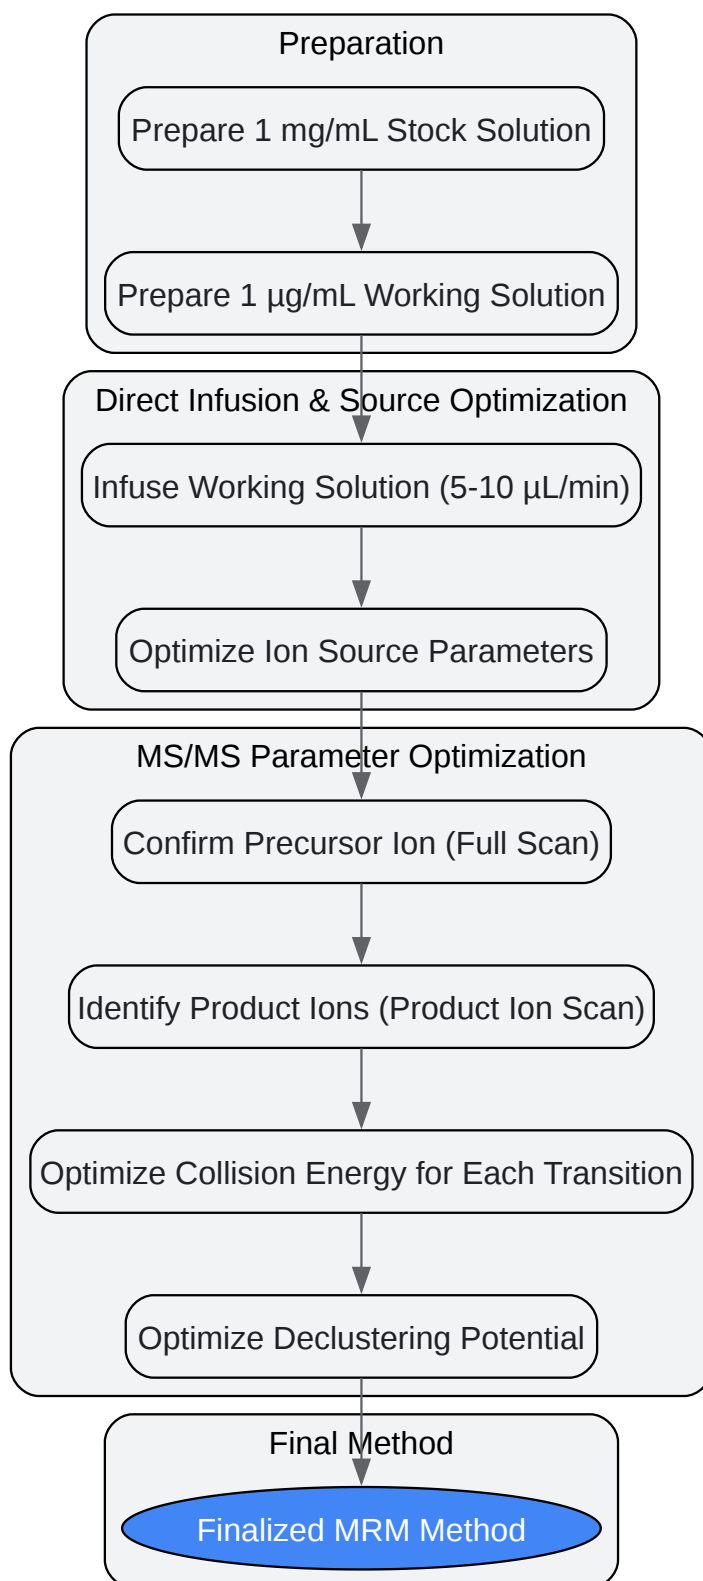 Preparation
Prepare 1 mg/mL Stock Solution
Prepare 1 µg/mL Working Solution
Direct Infusion & Source Optimization
Infuse Working Solution (5-10 µL/min)
Optimize Ion Source Parameters
MS/MS Parameter Optimization
Confirm Precursor Ion (Full Scan)
Identify Product Ions (Product Ion Scan)
Optimize Collision Energy for Each Transition
Optimize Declustering Potential
Final Method
Finalized MRM Method